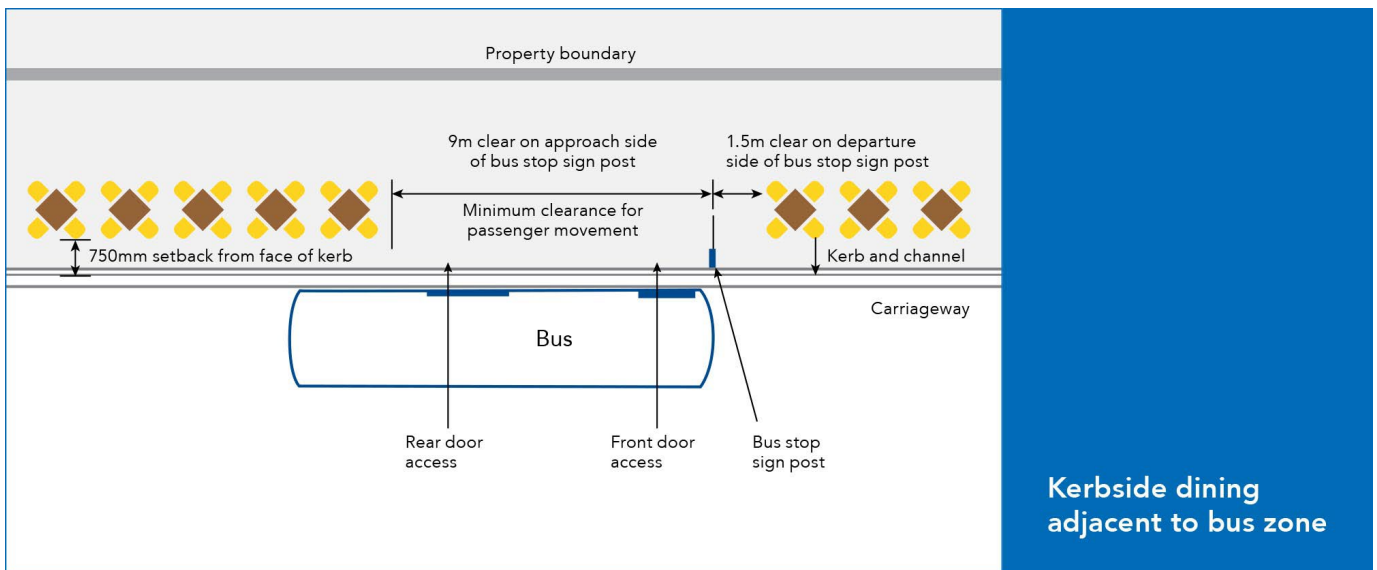 Property boundary
9m clear on approach side
of bus stop sign post
1.5m clear on departure
side of bus stop sign post
Minimum clearance for
passenger movement
750mm setback from face of kerb
Kerb and channel
Carriageway
Bus
Rear door
access
Front door
access
Bus stop
sign post
Kerbside dining
adjacent to bus zone